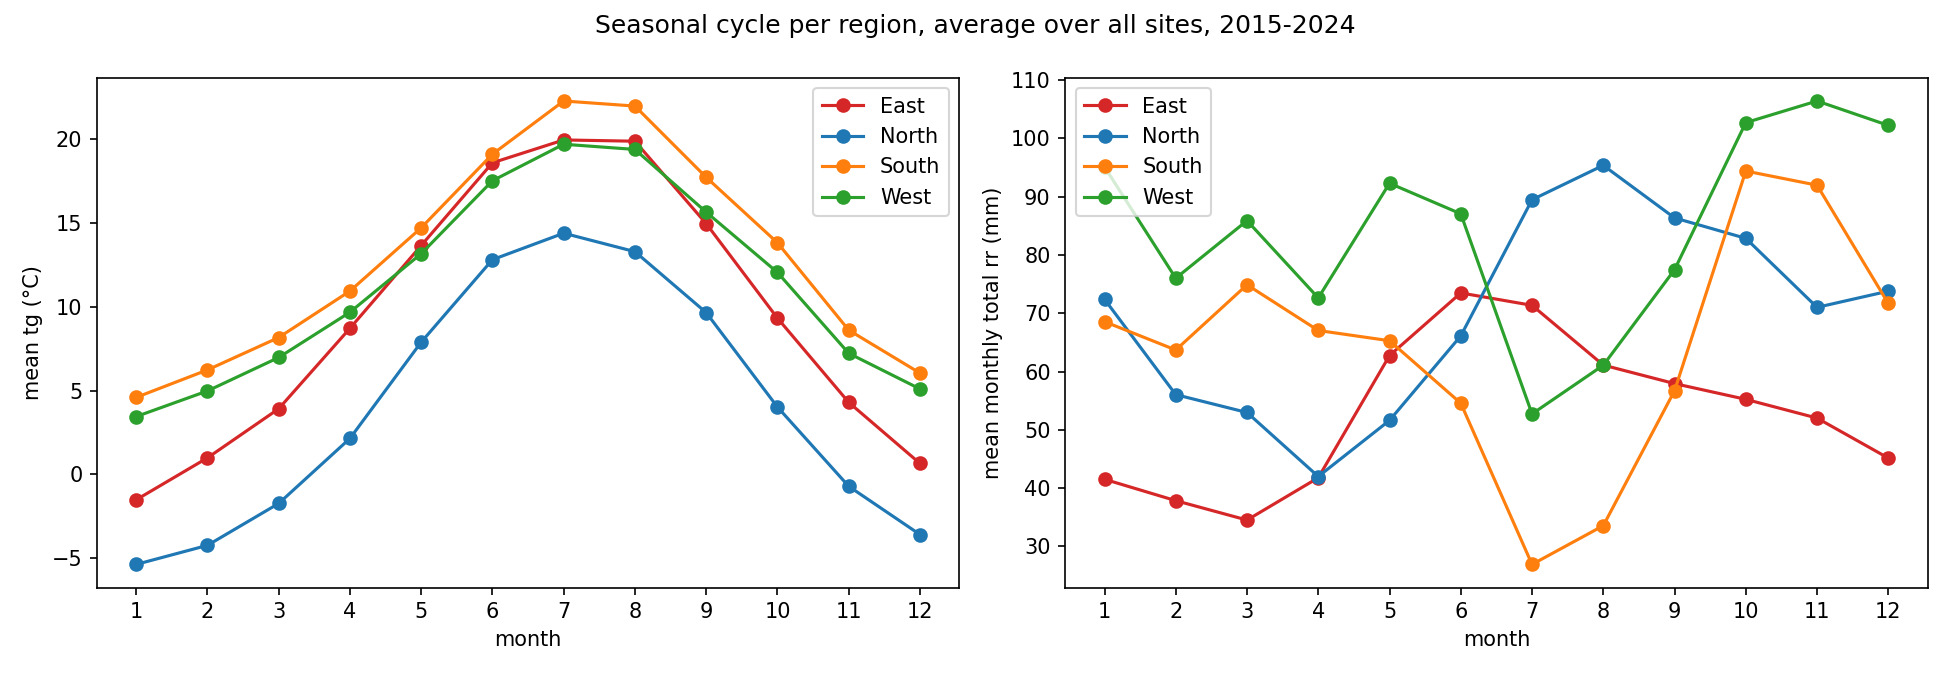 Seasonal cycle per region, average over all sites, 2015-2024
mean tg (°C)
20
15
10
5
0
−5
1 2 3 4 5 6 7 8 9 10 11 12
month
East
North
South
West
mean monthly total rr (mm)
110
100
90
80
70
60
50
40
30
1 2 3 4 5 6 7 8 9 10 11 12
month
East
North
South
West